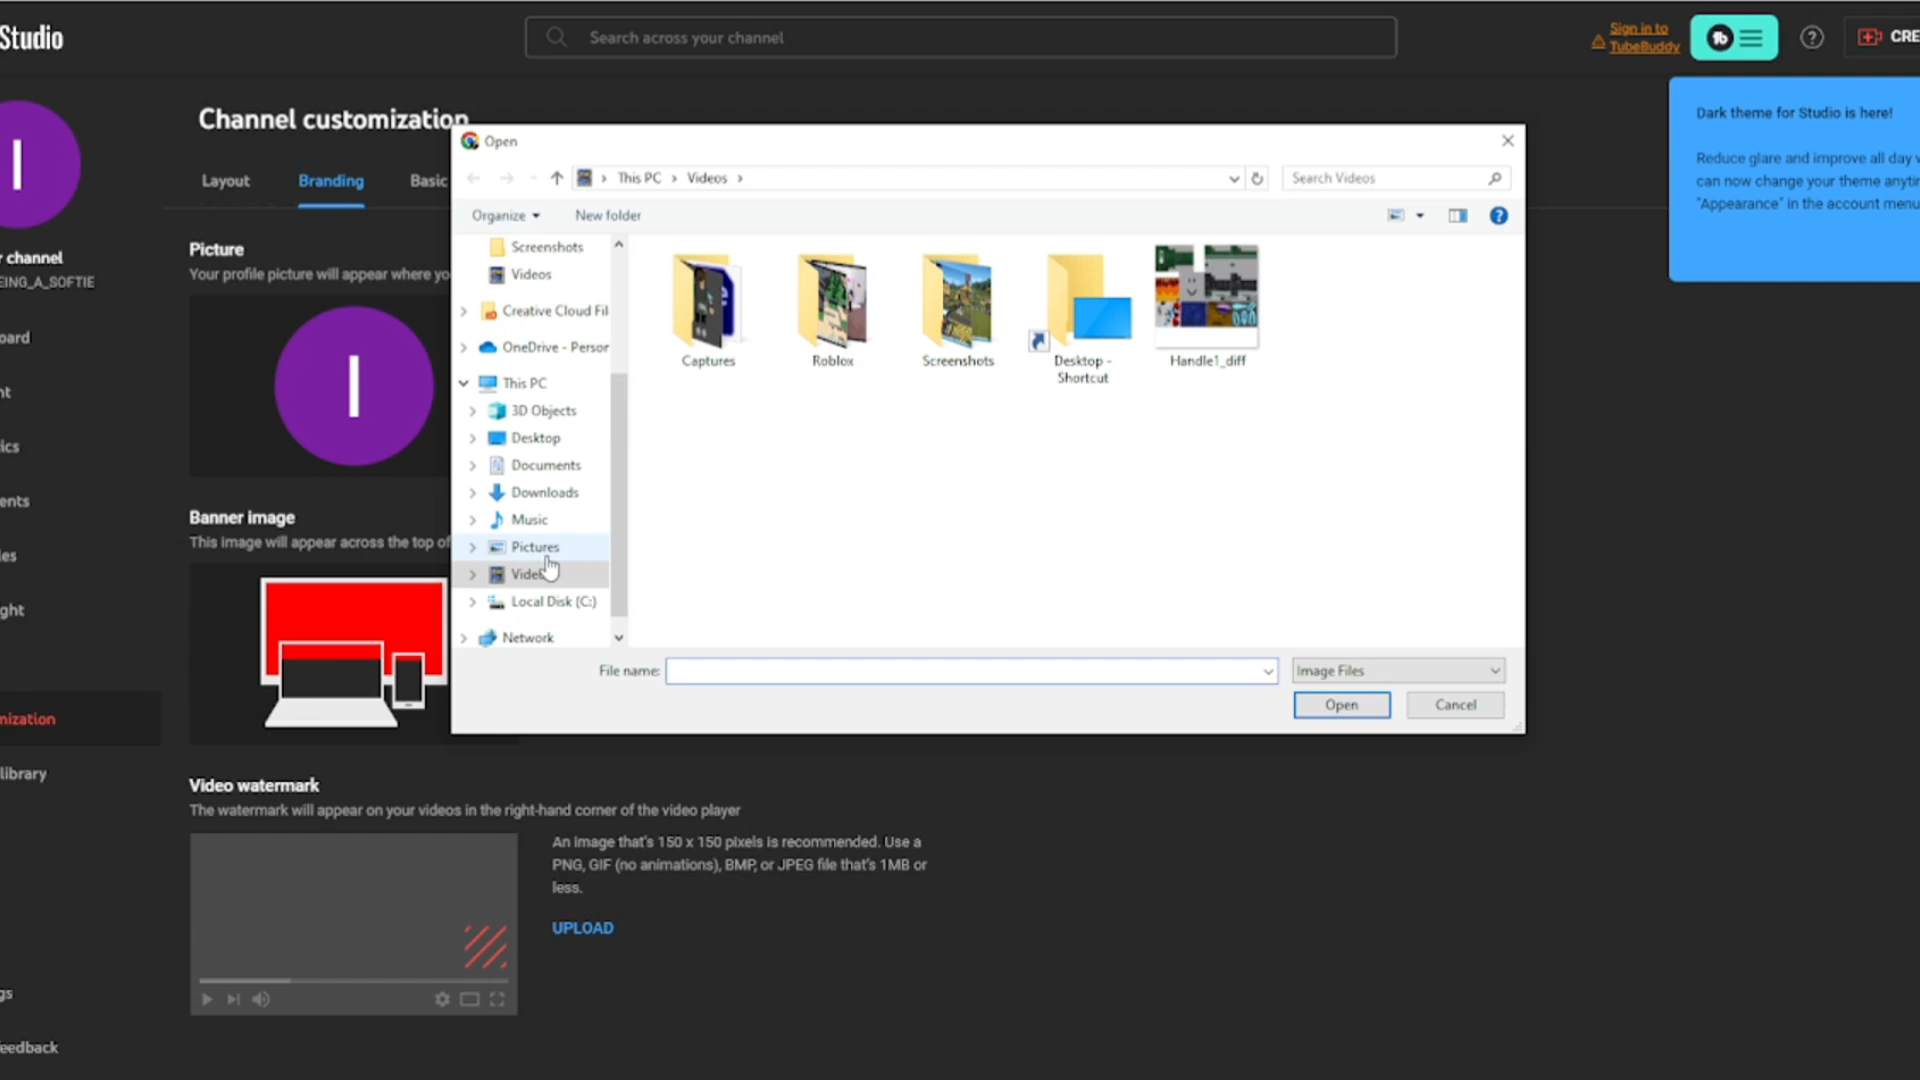 Studio
Search across your channel
Sign in to
TubeBuddy
CRE
Dark theme for Studio is here!
Reduce glare and improve all day v
can now change your theme anytin
"Appearance" in the account menu
r channel
EING_A_SOFTIE
oard
nt
ics
ents
les
ght
nization
library
gs
eedback
Channel customization
Layout
Branding
Basic
Picture
Your profile picture will appear where yo
I
I
Banner image
This image will appear across the top of
Video watermark
The watermark will appear on your videos in the right-hand corner of the video player
An image that's 150 x 150 pixels is recommended. Use a
PNG, GIF (no animations), BMP, or JPEG file that's 1MB or
less.
UPLOAD
Open
This PC > Videos >
Search Videos
Organize
New folder
Screenshots
Videos
Creative Cloud Fil
OneDrive - Person
This PC
3D Objects
Desktop
Documents
Downloads
Music
Pictures
Vide
Local Disk (C:)
Network
Captures
Roblox
Screenshots
Desktop -
Shortcut
Handle1_diff
File name:
Image Files
Open
Cancel